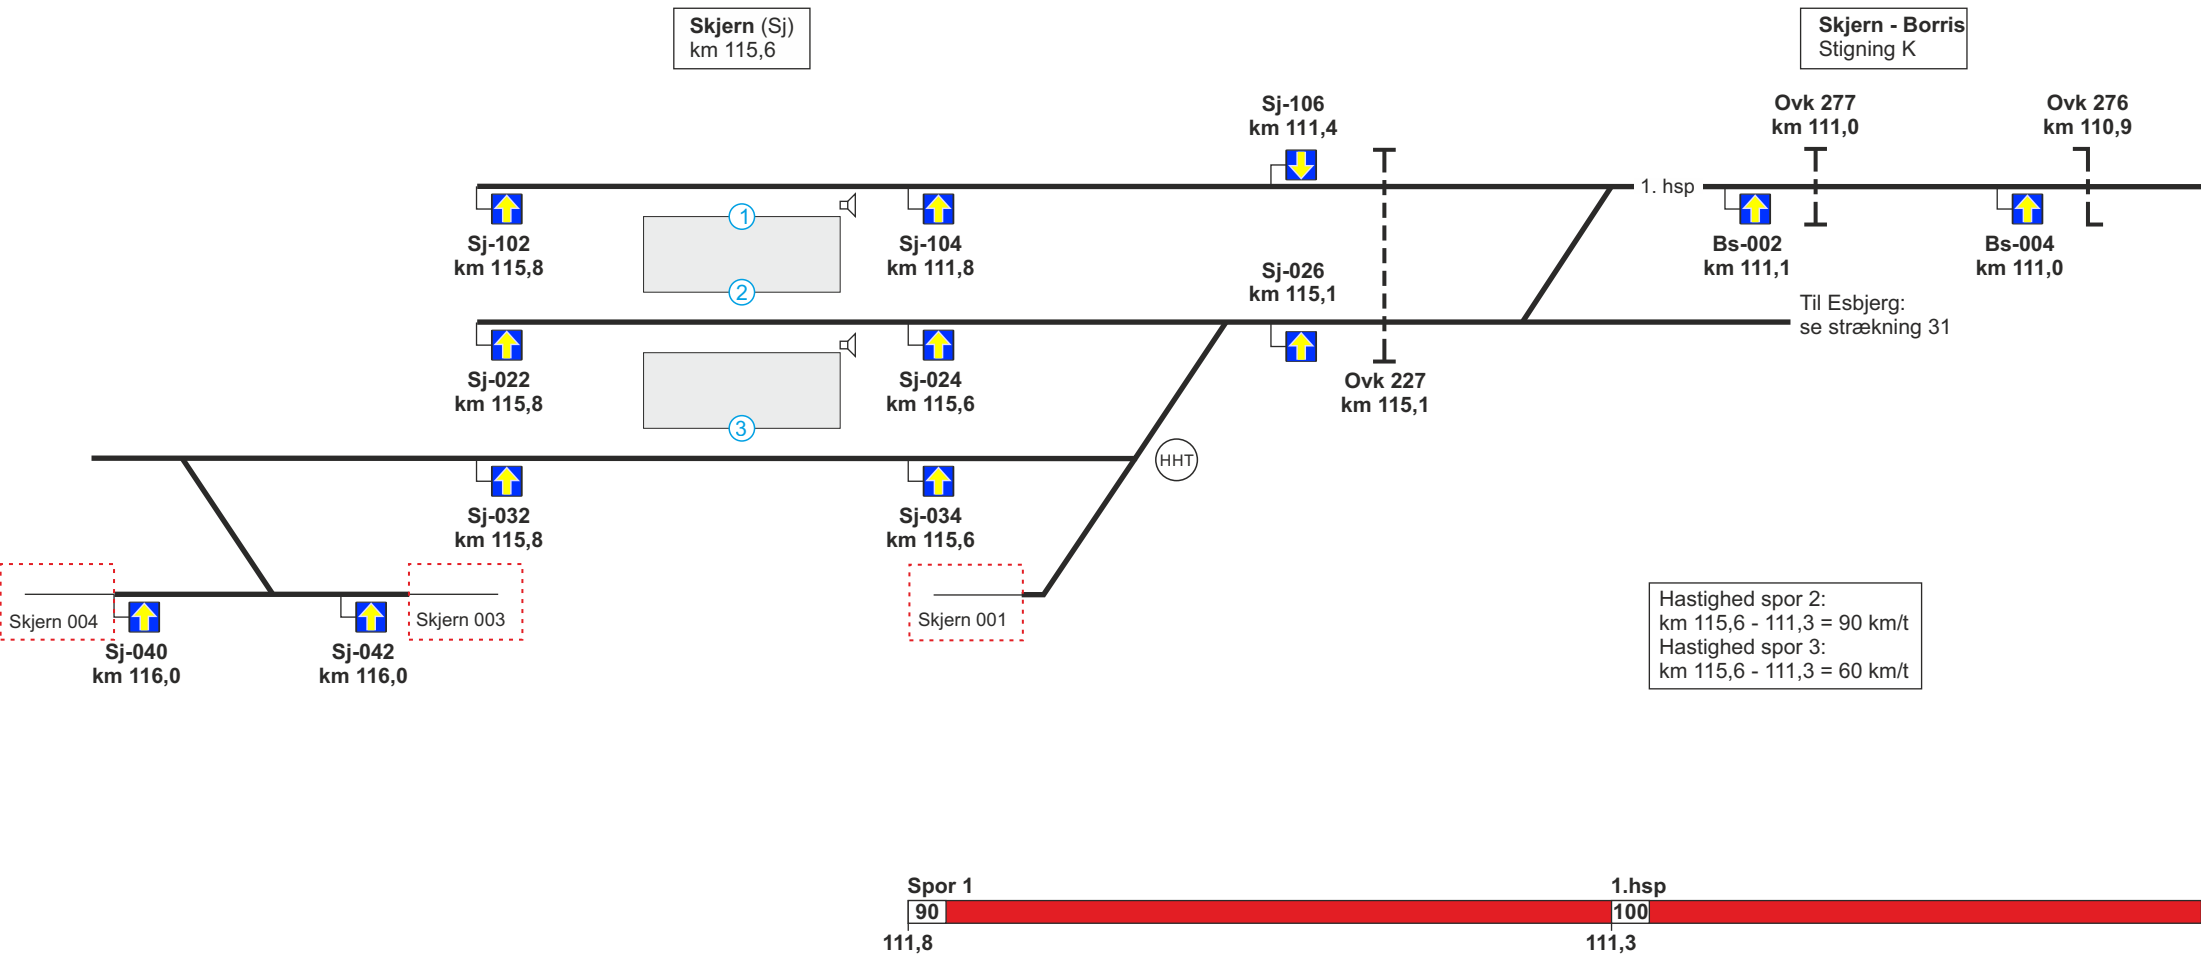 Skjern (Sj)
km 115,6
Skjern - Borris
Stigning K
Sj-106
km 111,4
Ovk 277
km 111,0
Ovk 276
km 110,9
1. hsp
1
Sj-102
km 115,8
Sj-104
km 111,8
Bs-002
km 111,1
Bs-004
km 111,0
2
Sj-026
km 115,1
Til Esbjerg:
se strækning 31
Sj-022
km 115,8
Sj-024
km 115,6
Ovk 227
km 115,1
3
HHT
Sj-032
km 115,8
Sj-034
km 115,6
Skjern 004
Skjern 003
Skjern 001
Sj-040
km 116,0
Sj-042
km 116,0
Hastighed spor 2:
km 115,6 - 111,3 = 90 km/t
Hastighed spor 3:
km 115,6 - 111,3 = 60 km/t
Spor 1
1.hsp
90
100
111,8
111,3